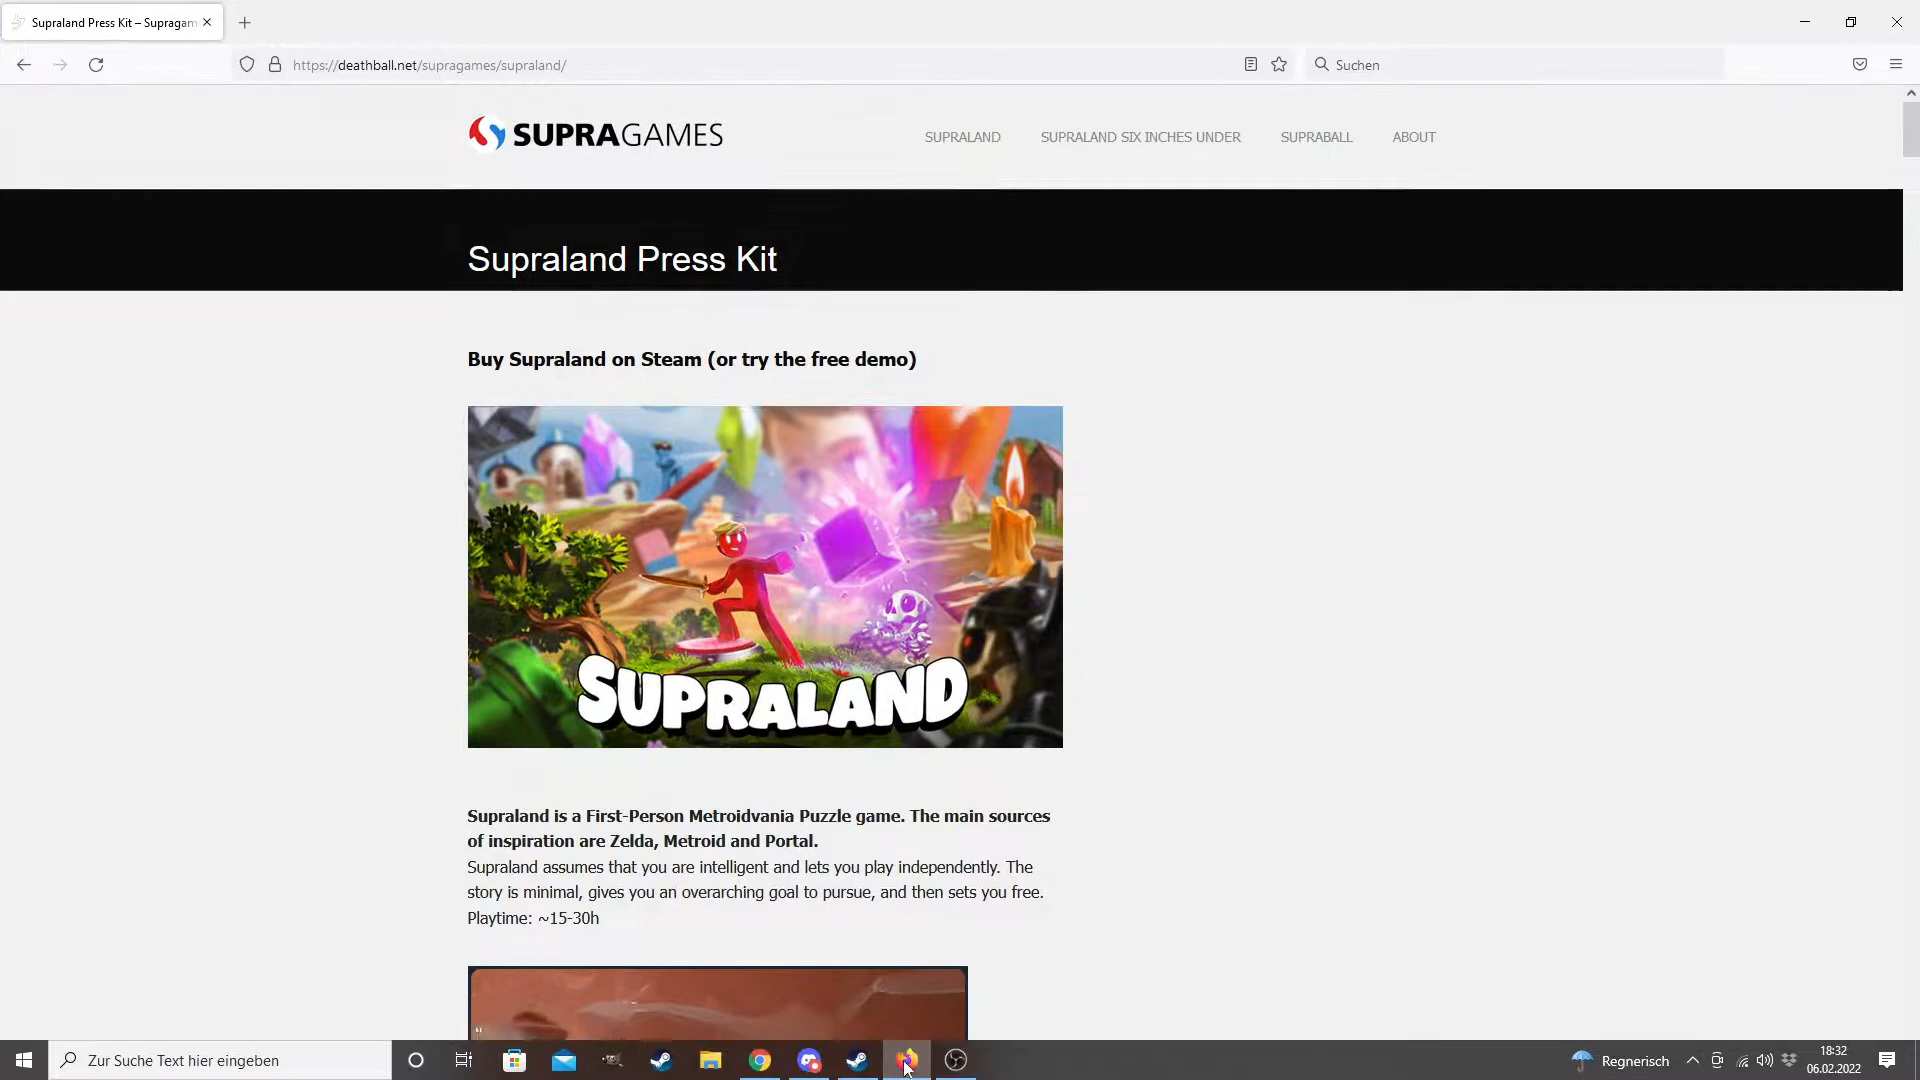 Supraland Press Kit – Supragam
https://deathball.net/supragames/supraland/
Suchen
SUPRAGAMES
SUPRALAND
SUPRALAND SIX INCHES UNDER
SUPRABALL
ABOUT
Supraland Press Kit
Buy Supraland on Steam (or try the free demo)
SUPRALAND
Supraland is a First-Person Metroidvania Puzzle game. The main sources
of inspiration are Zelda, Metroid and Portal.
Supraland assumes that you are intelligent and lets you play independently. The
story is minimal, gives you an overarching goal to pursue, and then sets you free.
Playtime: ~15-30h
“
Zur Suche Text hier eingeben
Regnerisch
18:32
06.02.2022